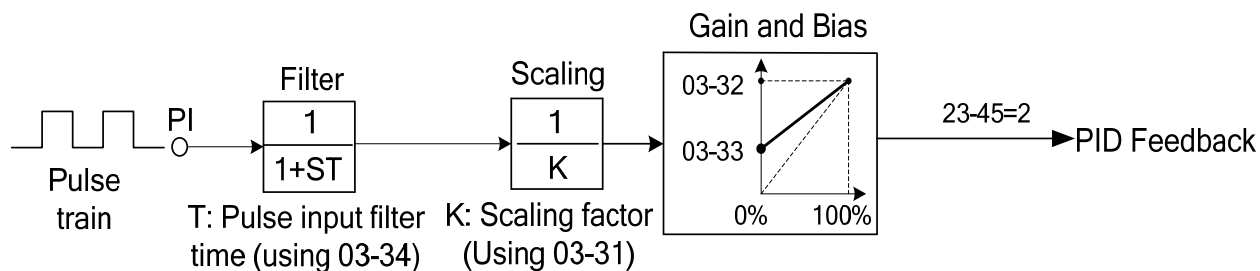 Pulse
train
PI
Filter
1
1+ST
T: Pulse input filter
time (using 03-34)
Scaling
1
K
K: Scaling factor
(Using 03-31)
Gain and Bias
03-32
03-33
0%
100%
23-45=2
PID Feedback